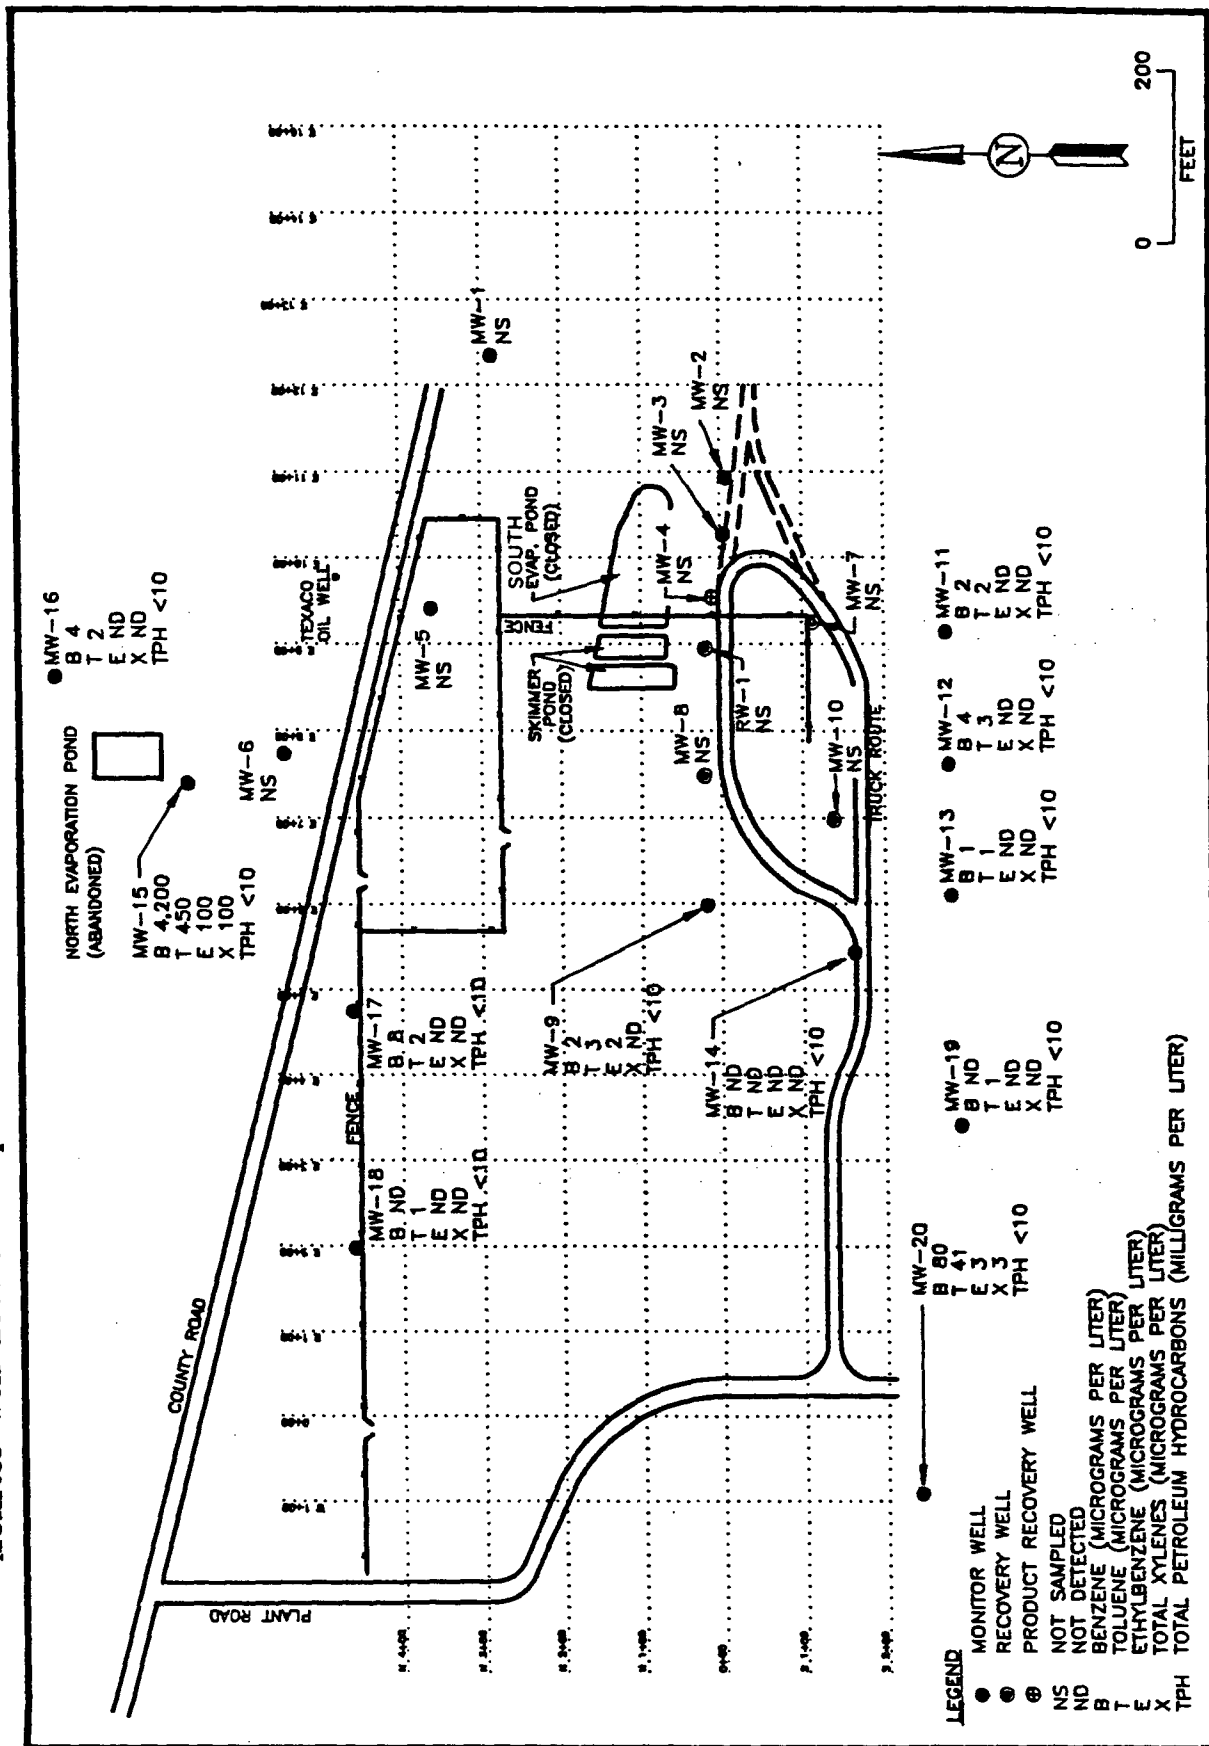 NORTH EVAPORATION POND
(ABANDONED)
MW-16
B 4
T 2
E ND
X ND
TPH <10
MW-15
B 4,200
T 450
E 100
X 100
TPH <10
MW-6
NS
COUNTY ROAD
PLANT ROAD
TEXACO
OIL WELL
MW-5
NS
MW-1
NS
FENCE
MW-18
B ND
T 1
E ND
X ND
TPH <10
MW-17
B 8
T 2
E ND
X ND
TPH <10
SOUTH
EVAP. POND
(CLOSED)
FENCE
SKIMMER
POND
(CLOSED)
MW-9
B 2
T 3
E 2
X ND
TPH <10
MW-8
NS
RW-1
NS
MW-4
NS
MW-3
NS
MW-2
NS
MW-14
B ND
T ND
E ND
X ND
TPH <10
MW-10
NS
MW-7
NS
TRUCK ROUTE
MW-20
B 80
T 41
E 3
X 3
TPH <10
MW-19
B ND
T 1
E ND
X ND
TPH <10
MW-13
B 1
T 1
E ND
X ND
TPH <10
MW-12
B 4
T 3
E ND
X ND
TPH <10
MW-11
B 2
T 2
E ND
X ND
TPH <10
N
0 200
FEET
LEGEND
MONITOR WELL
RECOVERY WELL
PRODUCT RECOVERY WELL
NS NOT SAMPLED
ND NOT DETECTED
B BENZENE (MICROGRAMS PER LITER)
T TOLUENE (MICROGRAMS PER LITER)
E ETHYLBENZENE (MICROGRAMS PER LITER)
X TOTAL XYLENES (MICROGRAMS PER LITER)
TPH TOTAL PETROLEUM HYDROCARBONS (MILLIGRAMS PER LITER)